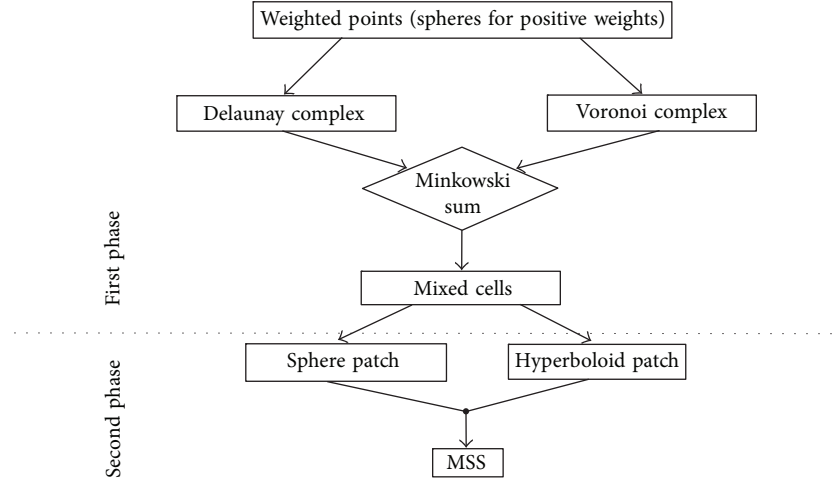 Weighted points (spheres for positive weights)
Delaunay complex
Voronoi complex
Minkowski
sum
First phase
Mixed cells
Sphere patch
Hyperboloid patch
Second phase
MSS